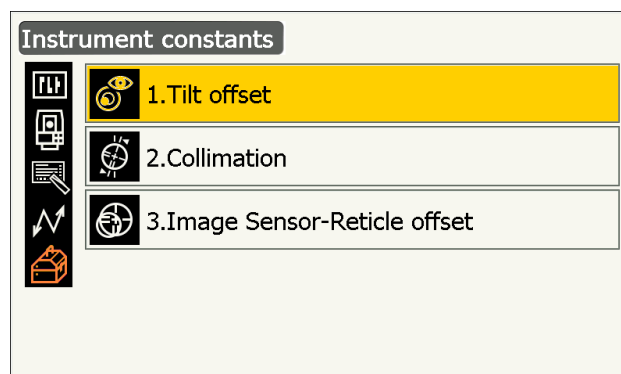 Instrument constants
1.Tilt offset
2.Collimation
3.Image Sensor-Reticle offset